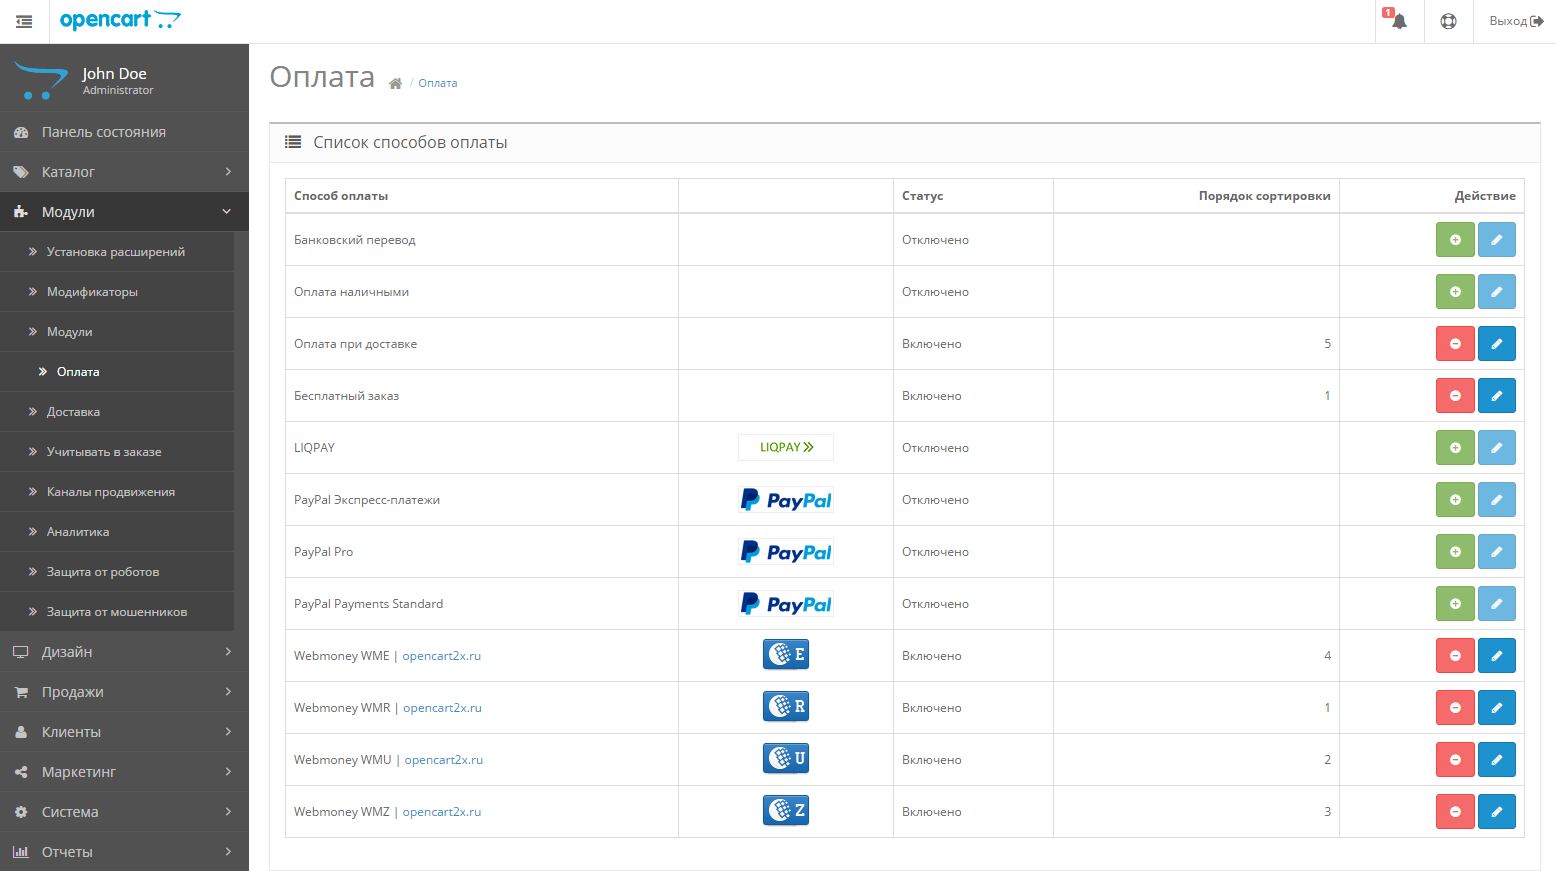 opencart
1
Выход
John Doe
Administrator
Оплата / Оплата
Панель состояния
Каталог
Модули
Установка расширений
Модификаторы
Модули
Оплата
Доставка
Учитывать в заказе
Каналы продвижения
Аналитика
Защита от роботов
Защита от мошенников
Дизайн
Продажи
Клиенты
Маркетинг
Система
Отчеты
Список способов оплаты
Способ оплаты Статус Порядок сортировки Действие
Банковский перевод Отключено
Оплата наличными Отключено
Оплата при доставке Включено 5
Бесплатный заказ Включено 1
LIQPAY LIQPAY Отключено
PayPal Экспресс-платежи PayPal Отключено
PayPal Pro PayPal Отключено
PayPal Payments Standard PayPal Отключено
Webmoney WME | opencart2x.ru E Включено 4
Webmoney WMR | opencart2x.ru R Включено 1
Webmoney WMU | opencart2x.ru U Включено 2
Webmoney WMZ | opencart2x.ru Z Включено 3